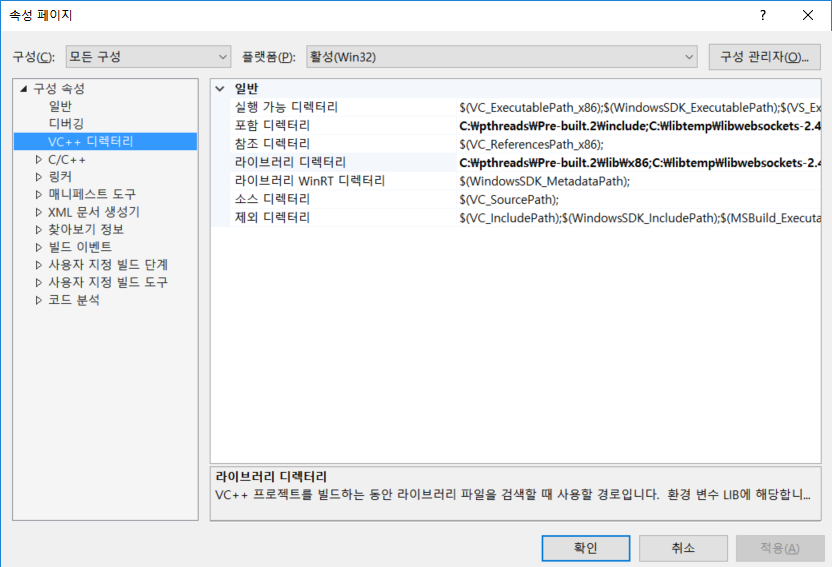 속성 페이지
구성(C): 모든 구성 플랫폼(P): 활성(Win32) 구성 관리자(O)...
구성 속성
일반
디버깅
VC++ 디렉터리
C/C++
링커
매니페스트 도구
XML 문서 생성기
찾아보기 정보
빌드 이벤트
사용자 지정 빌드 단계
사용자 지정 빌드 도구
코드 분석
일반
실행 가능 디렉터리 $(VC_ExecutablePath_x86);$(WindowsSDK_ExecutablePath);$(VS_Ex
포함 디렉터리 C:₩pthreads₩Pre-built.2₩include;C:₩libtemp₩libwebsockets-2.4
참조 디렉터리 $(VC_ReferencesPath_x86);
라이브러리 디렉터리 C:₩pthreads₩Pre-built.2₩lib₩x86;C:₩libtemp₩libwebsockets-2.4
라이브러리 WinRT 디렉터리 $(WindowsSDK_MetadataPath);
소스 디렉터리 $(VC_SourcePath);
제외 디렉터리 $(VC_IncludePath);$(WindowsSDK_IncludePath);$(MSBuild_Executa
라이브러리 디렉터리
VC++ 프로젝트를 빌드하는 동안 라이브러리 파일을 검색할 때 사용할 경로입니다. 환경 변수 LIB에 해당합니...
확인 취소 적용(A)